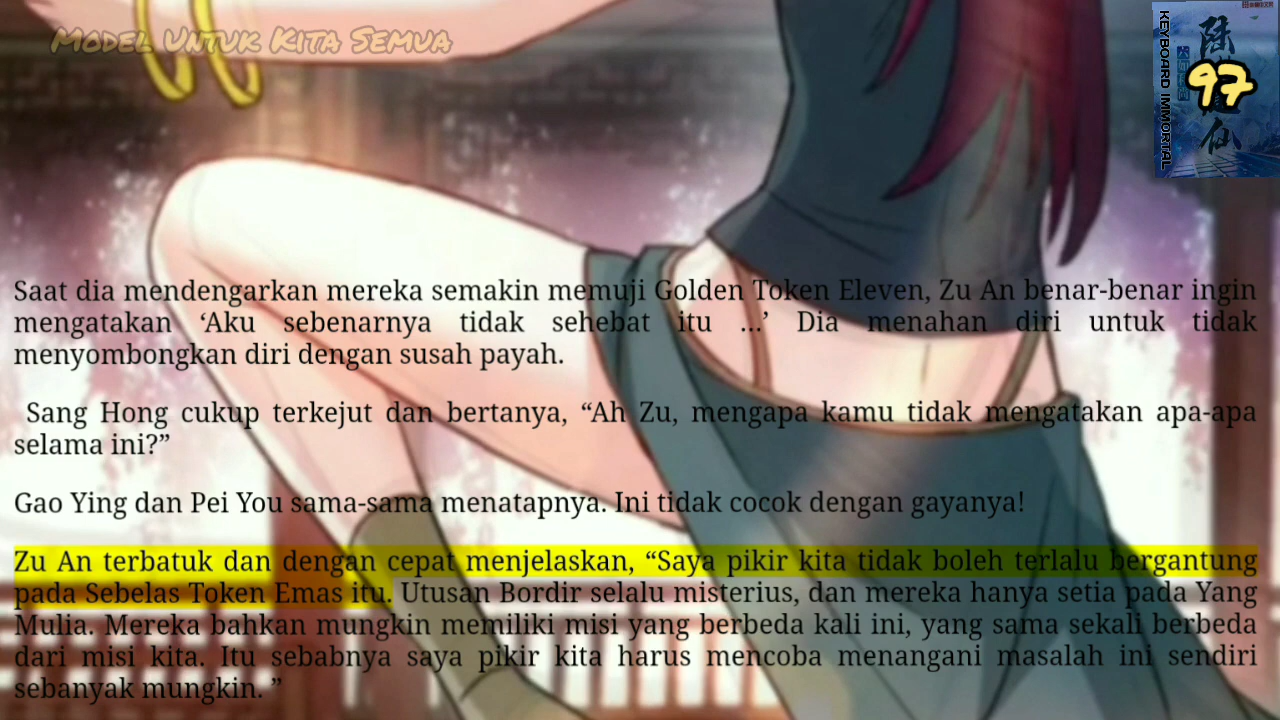 Model Untuk Kita Semua
KEYBOARD IMMORTAL
97
Saat dia mendengarkan mereka semakin memuji Golden Token Eleven, Zu An benar-benar ingin
mengatakan ‘Aku sebenarnya tidak sehebat itu ...’ Dia menahan diri untuk tidak
menyombongkan diri dengan susah payah.
Sang Hong cukup terkejut dan bertanya, “Ah Zu, mengapa kamu tidak mengatakan apa-apa
selama ini?”
Gao Ying dan Pei You sama-sama menatapnya. Ini tidak cocok dengan gayanya!
Zu An terbatuk dan dengan cepat menjelaskan, “Saya pikir kita tidak boleh terlalu bergantung
pada Sebelas Token Emas itu. Utusan Bordir selalu misterius, dan mereka hanya setia pada Yang
Mulia. Mereka bahkan mungkin memiliki misi yang berbeda kali ini, yang sama sekali berbeda
dari misi kita. Itu sebabnya saya pikir kita harus mencoba menangani masalah ini sendiri
sebanyak mungkin. ”